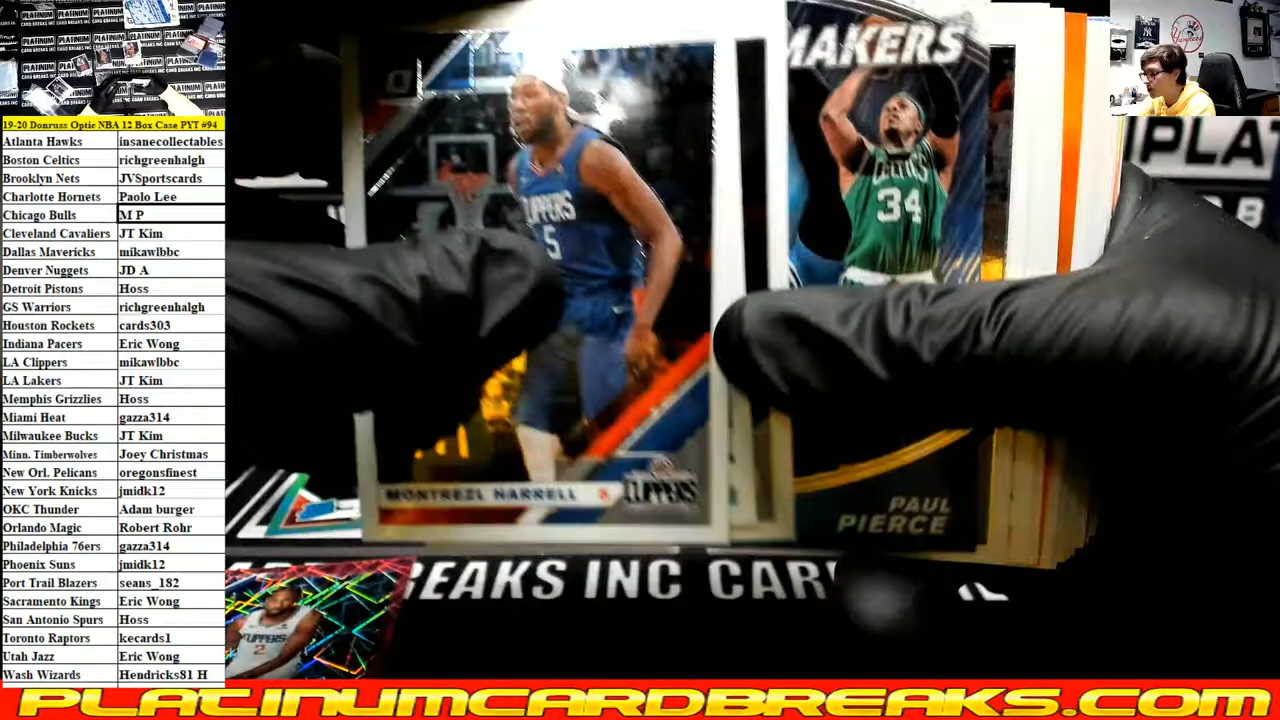 19-20 Donruss Optic NBA 12 Box Case PYT #94
Atlanta Hawks insanecollectables
Boston Celtics richgreenhalgh
Brooklyn Nets JVSportscards
Charlotte Hornets Paolo Lee
Chicago Bulls M P
Cleveland Cavaliers JT Kim
Dallas Mavericks mikawlbbc
Denver Nuggets JD A
Detroit Pistons Hoss
GS Warriors richgreenhalgh
Houston Rockets cards303
Indiana Pacers Eric Wong
LA Clippers mikawlbbc
LA Lakers JT Kim
Memphis Grizzlies Hoss
Miami Heat gazza314
Milwaukee Bucks JT Kim
Minn. Timberwolves Joey Christmas
New Orl. Pelicans oregonsfinest
New York Knicks jmidk12
OKC Thunder Adam burger
Orlando Magic Robert Rohr
Philadelphia 76ers gazza314
Phoenix Suns jmidk12
Port Trail Blazers seans_182
Sacramento Kings Eric Wong
San Antonio Spurs Hoss
Toronto Raptors kecards1
Utah Jazz Eric Wong
Wash Wizards Hendricks81 H
MAKERS
CLIPPERS
5
CELTICS
34
MONTREZL HARRELL
CLIPPERS
PAUL
PIERCE
CLIPPERS
2
BREAKS INC CAR
PLAT
PLATINUMCARDBREAKS.COM